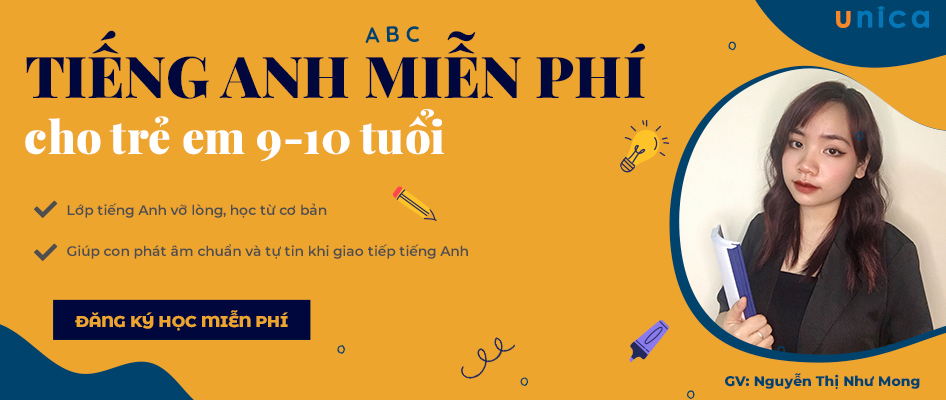 unica
ABC
TIẾNG ANH MIỄN PHÍ
cho trẻ em 9-10 tuổi
Lớp tiếng Anh vỡ lòng, học từ cơ bản
Giúp con phát âm chuẩn và tự tin khi giao tiếp tiếng Anh
ĐĂNG KÝ HỌC MIỄN PHÍ
GV: Nguyễn Thị Như Mong